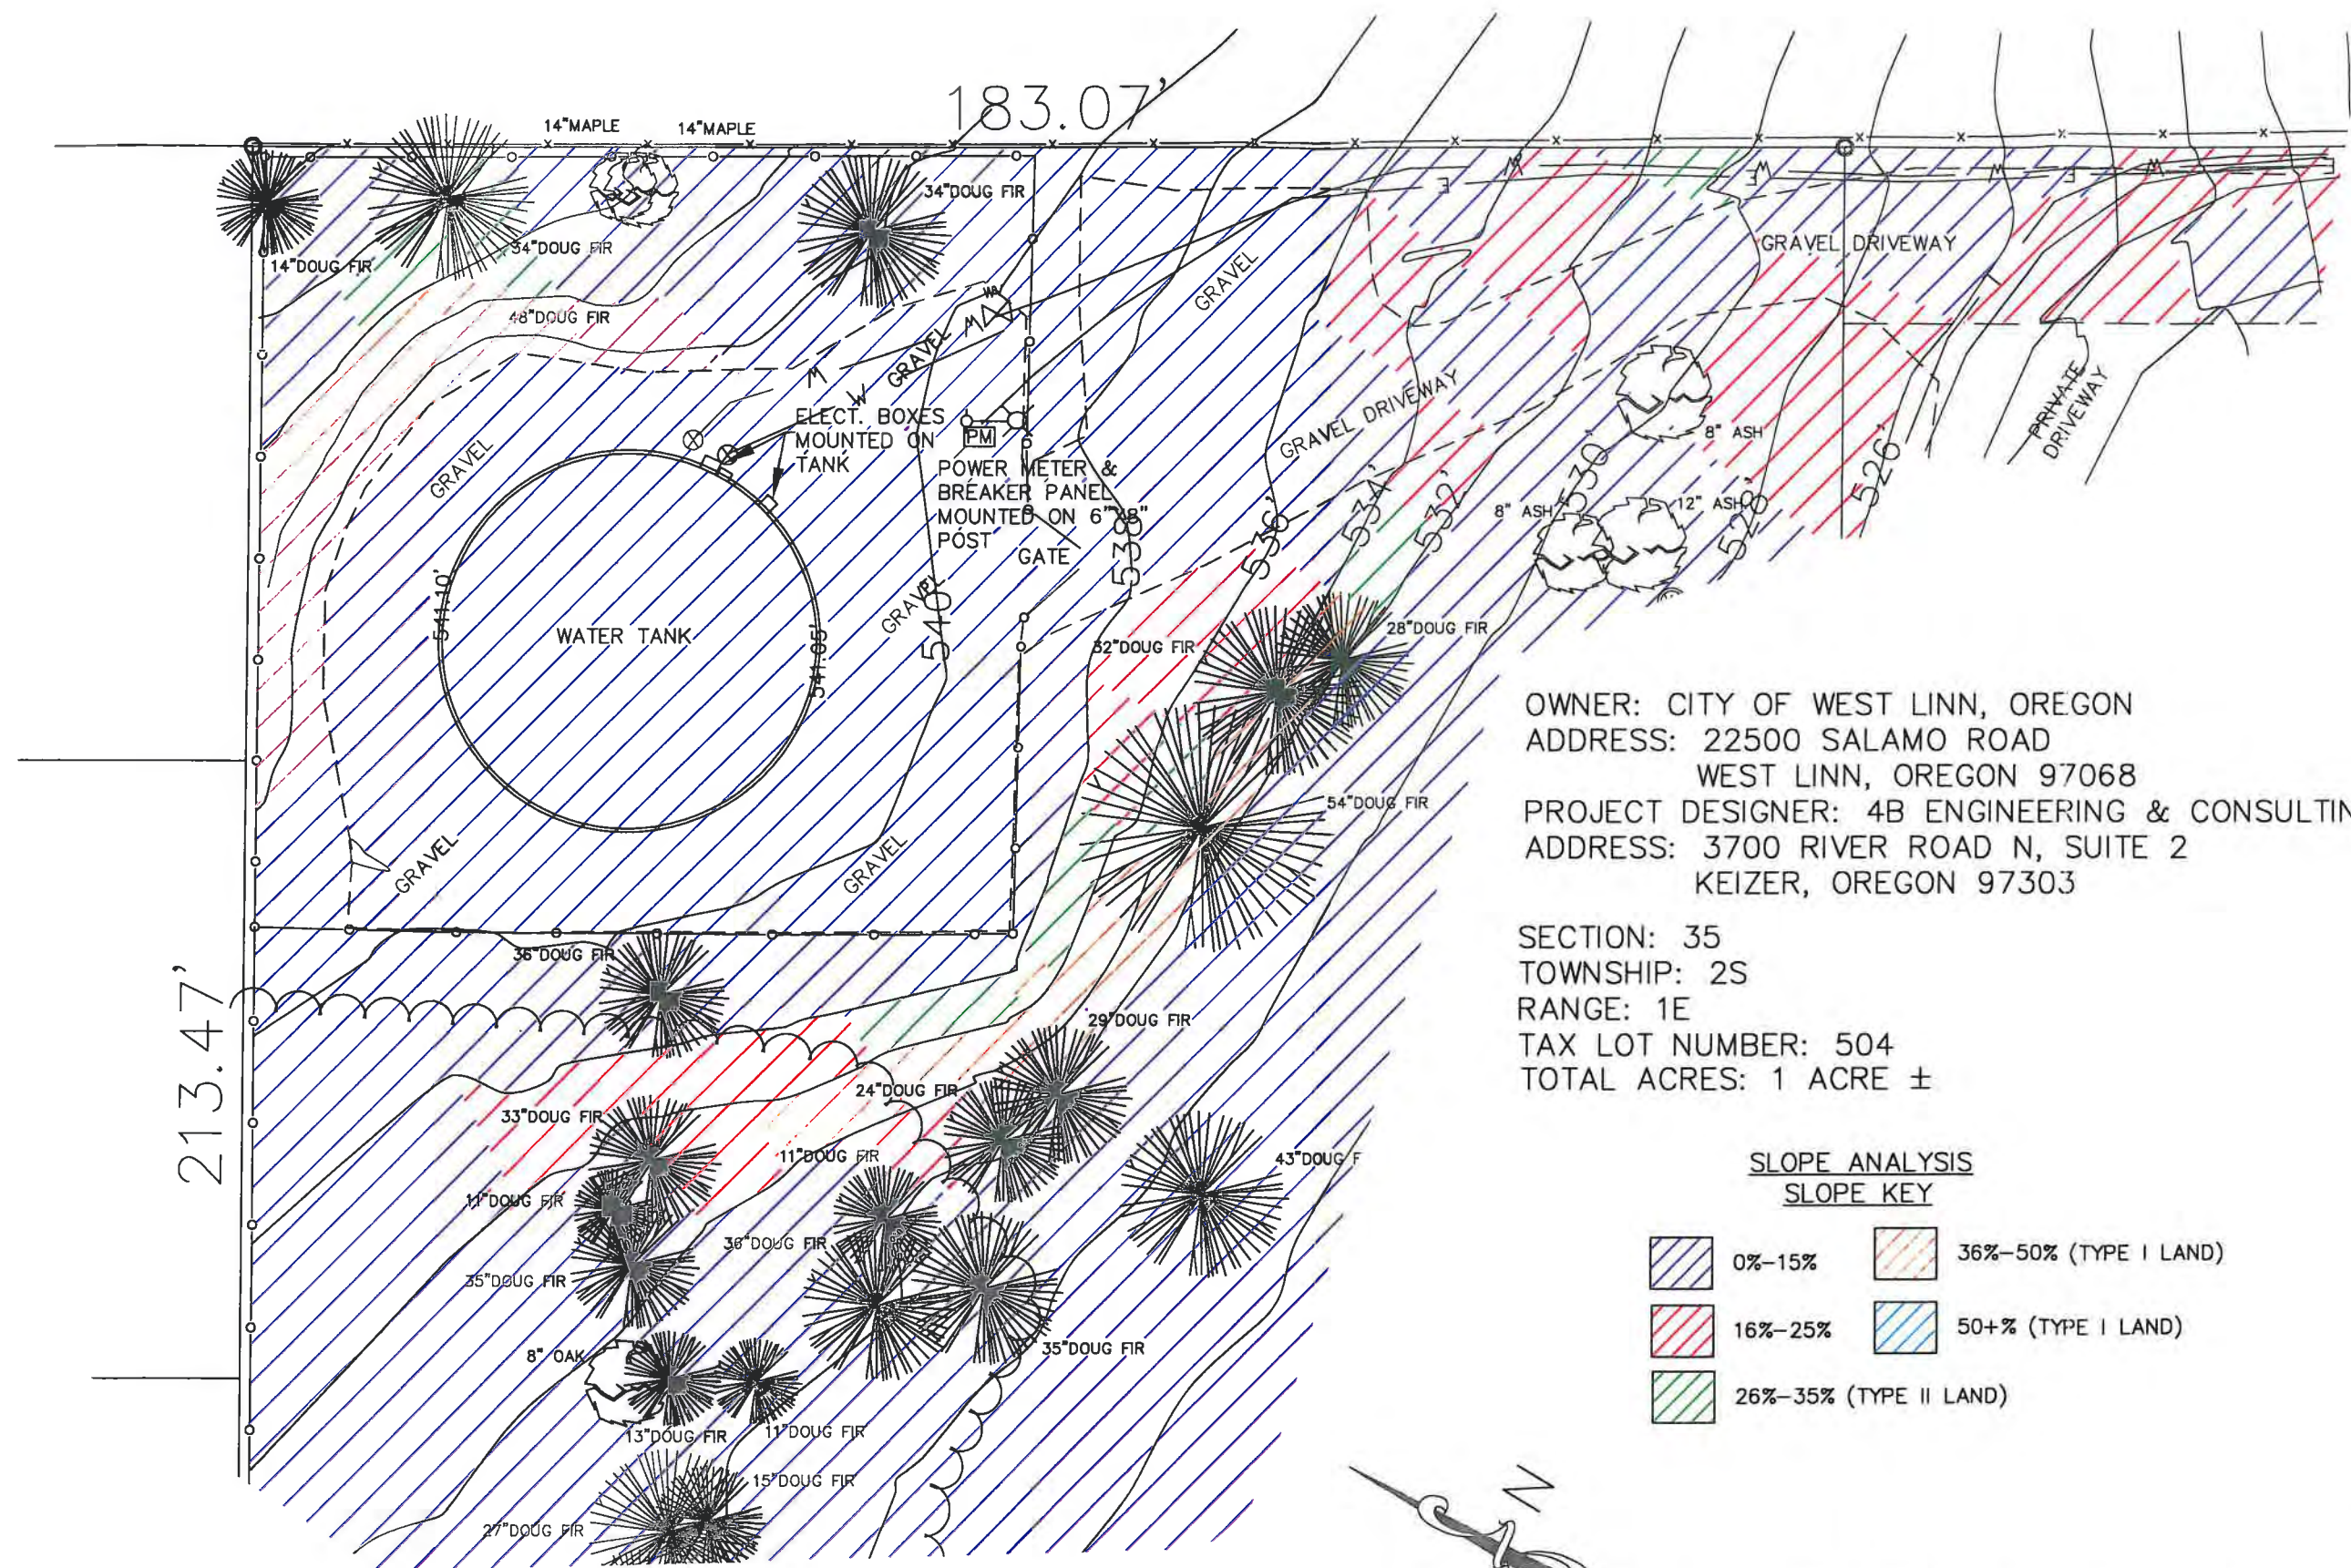 183.07'
14"MAPLE
14"MAPLE
34"DOUG FIR
14"DOUG FIR
34"DOUG FIR
48"DOUG FIR
GRAVEL
GRAVEL DRIVEWAY
GRAVEL
GRAVEL DRIVEWAY
PRIVATE
DRIVEWAY
ELECT. BOXES
MOUNTED ON
TANK
PM
POWER METER &
BREAKER PANEL
MOUNTED ON 6"X8"
POST
GATE
GRAVEL
8" ASH
8" ASH
12" ASH
540'
538'
536'
534'
532'
530'
528'
526'
541.10'
541.05'
WATER TANK
GRAVEL
32"DOUG FIR
28"DOUG FIR
54"DOUG FIR
GRAVEL
GRAVEL
OWNER: CITY OF WEST LINN, OREGON
ADDRESS: 22500 SALAMO ROAD
WEST LINN, OREGON 97068
PROJECT DESIGNER: 4B ENGINEERING & CONSULTIN
ADDRESS: 3700 RIVER ROAD N, SUITE 2
KEIZER, OREGON 97303
SECTION: 35
TOWNSHIP: 2S
RANGE: 1E
TAX LOT NUMBER: 504
TOTAL ACRES: 1 ACRE ±
213.47'
36"DOUG FIR
29"DOUG FIR
24"DOUG FIR
33"DOUG FIR
11"DOUG FIR
43"DOUG F
11"DOUG FIR
36"DOUG FIR
35"DOUG FIR
35"DOUG FIR
8" OAK
13"DOUG FIR
11"DOUG FIR
15"DOUG FIR
27"DOUG FIR
SLOPE ANALYSIS
SLOPE KEY
0%-15%
36%-50% (TYPE I LAND)
16%-25%
50+% (TYPE I LAND)
26%-35% (TYPE II LAND)
N